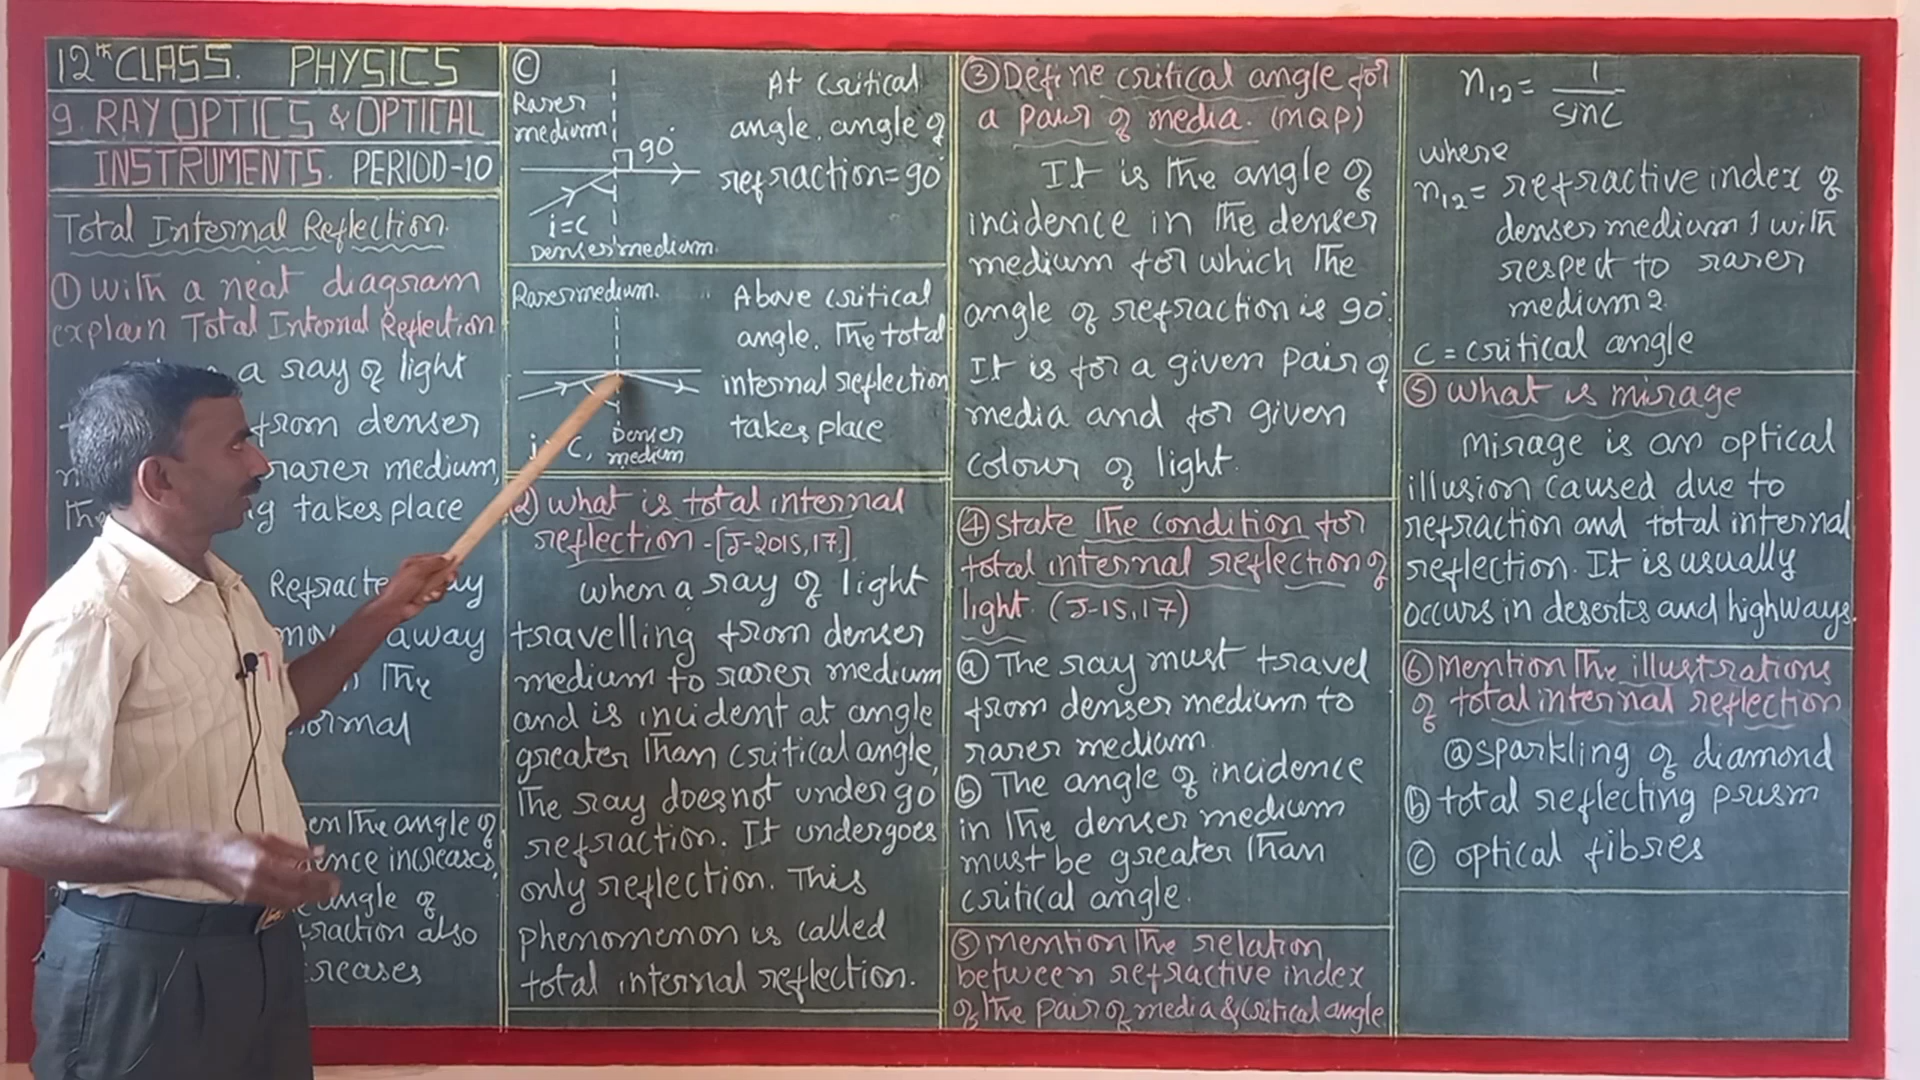 12th CLASS. PHYSICS
9. RAY OPTICS & OPTICAL
INSTRUMENTS. PERIOD-10
Total Internal Reflection.
① With a neat diagram
explain Total Internal Reflection
a ray of light
from denser
rarer medium,
takes place
Refracted ray
away
The
normal
The angle of
increases,
angle of
also
©
Rarer
medium
90°
i=c
Denser medium.
At critical
angle, angle of
refraction=90°
Rarer medium.
C,
Denser
medium
Above critical
angle. The total
internal reflection
takes place
② what is total internal
reflection -[J-2015,17.]
when a ray of light
travelling from denser
medium to rarer medium
and is incident at angle
greater Than critical angle,
The ray does not under go
refraction. It undergoes
only reflection. This
phenomenon is called
total internal reflection.
③ Define critical angle for
a pair of media. (MQP)
It is the angle of
incidence in the denser
medium for which the
angle of refraction is 90°.
It is for a given pair of
media and for given
colour of light.
④ state The condition for
total internal reflection of
light. (J-15,17)
ⓐ The ray must travel
from denser medium to
rarer medium.
ⓑ The angle of incidence
in The denser medium
must be greater Than
critical angle.
⑤ mention The relation
between refractive index
of The pair of media & critical angle
n12 = 1/sinc
where
n12 = refractive index of
denser medium 1 with
respect to rarer
medium 2.
C = critical angle
⑤ What is mirage
Mirage is an optical
illusion caused due to
refraction and total internal
reflection. It is usually
occurs in deserts and highways.
⑥ mention The illustrations
of total internal reflection
ⓐ sparkling of diamond
ⓑ total reflecting prism
ⓒ optical fibres